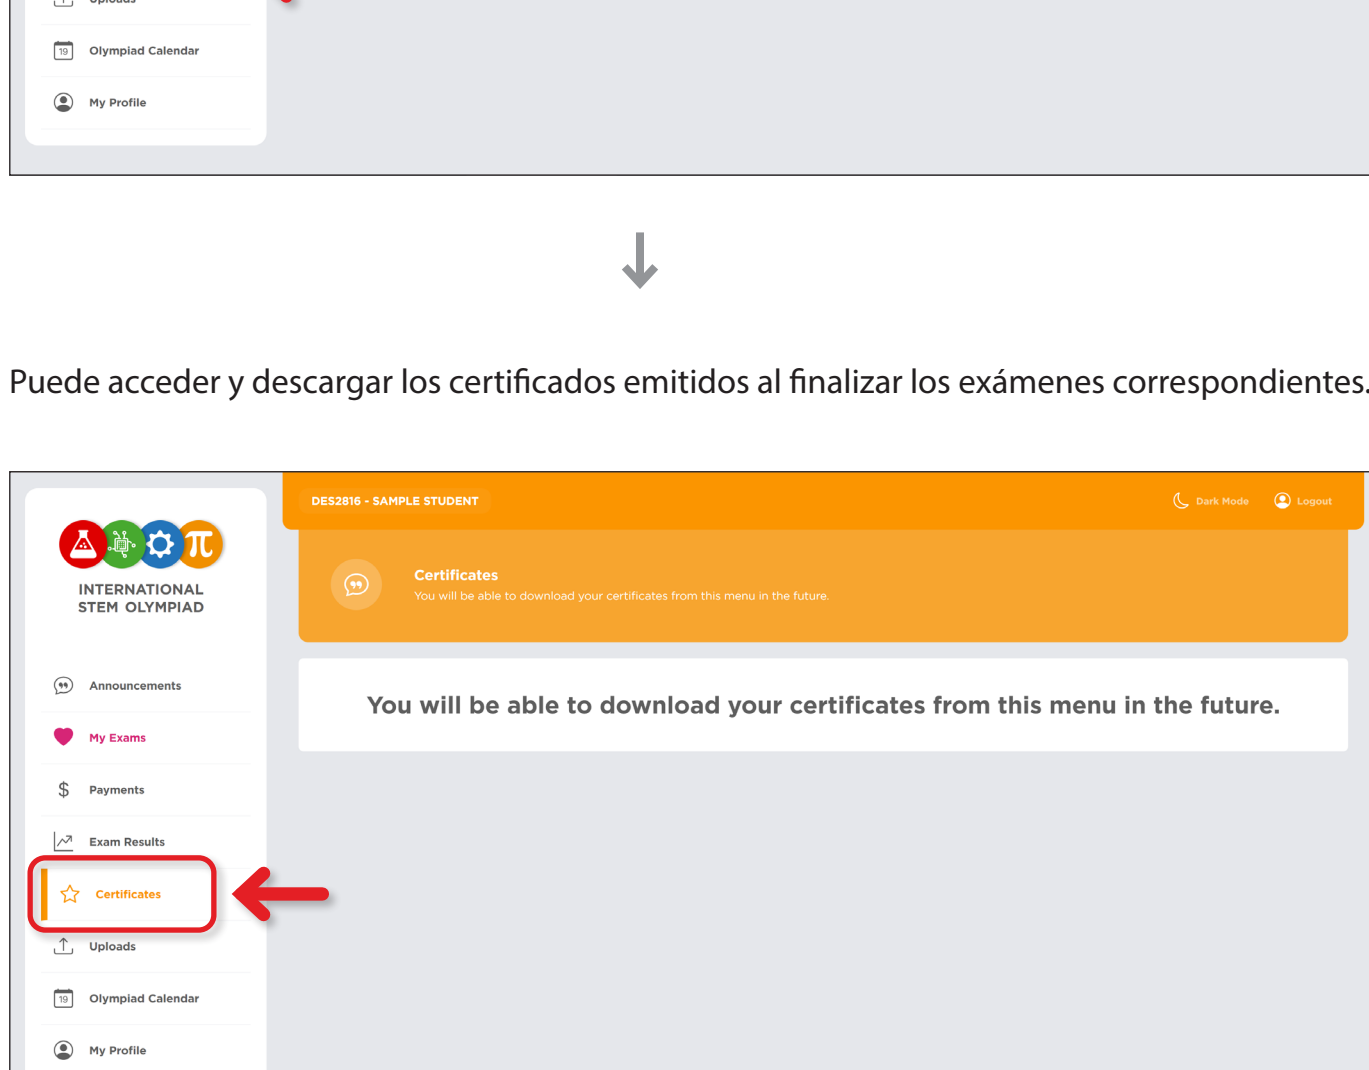 Uploads
19
Olympiad Calendar
My Profile
Puede acceder y descargar los certificados emitidos al finalizar los exámenes correspondientes.
DES2816 - SAMPLE STUDENT
Dark Mode
Logout
π
INTERNATIONAL
STEM OLYMPIAD
Certificates
You will be able to download your certificates from this menu in the future.
You will be able to download your certificates from this menu in the future.
Announcements
My Exams
$ Payments
Exam Results
Certificates
Uploads
19
Olympiad Calendar
My Profile